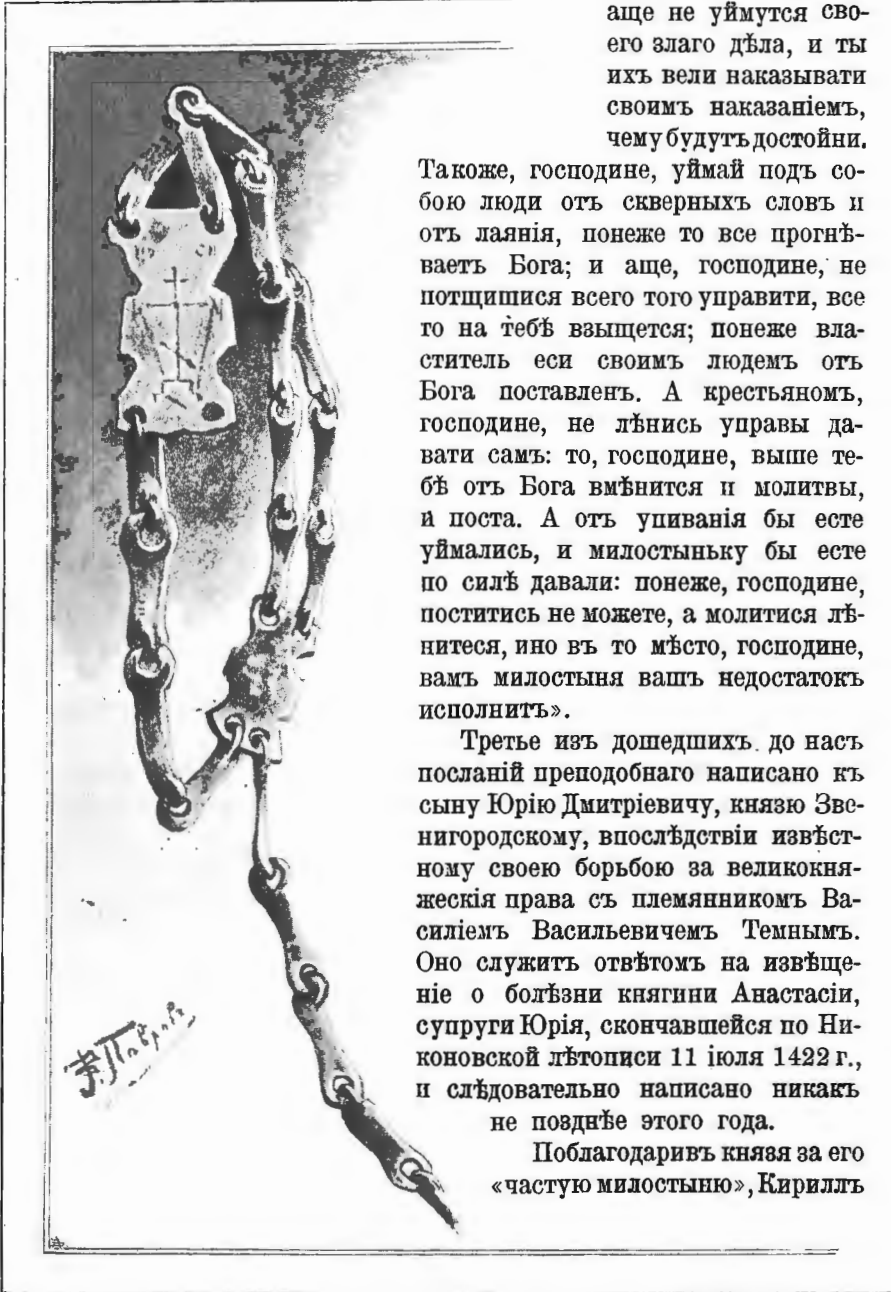 аще не уймутся сво-
его злаго дѣла, и ты
ихъ вели наказывати
своимъ наказаніемъ,
чему будутъ достойни.
Такоже, господине, уймай подъ со-
бою люди отъ скверныхъ словъ и
отъ лаянія, понеже то все прогнѣ-
ваетъ Бога; и аще, господине, не
потщишися всего того управити, все
то на тебѣ взыщется; понеже вла-
ститель еси своимъ людемъ отъ
Бога поставленъ. А крестьяномъ,
господине, не лѣнись управы да-
вати самъ: то, господине, выше те-
бѣ отъ Бога вмѣнится и молитвы,
и поста. А отъ упиванія бы есте
уймались, и милостыньку бы есте
по силѣ давали: понеже, господине,
поститись не можете, а молитися лѣ-
нитеся, ино въ то мѣсто, господине,
вамъ милостыня вашъ недостатокъ
исполнитъ».
Третье изъ дошедшихъ до насъ
посланій преподобнаго написано къ
сыну Юрію Дмитріевичу, князю Зве-
нигородскому, впослѣдствіи извѣст-
ному своею борьбою за великокня-
жескія права съ племянникомъ Ва-
силіемъ Васильевичемъ Темнымъ.
Оно служитъ отвѣтомъ на извѣще-
ніе о болѣзни княгини Анастасіи,
супруги Юрія, скончавшейся по Ни-
коновской лѣтописи 11 іюля 1422 г.,
и слѣдовательно написано никакъ
не позднѣе этого года.
Поблагодаривъ князя за его
«частую милостыню», Кириллъ